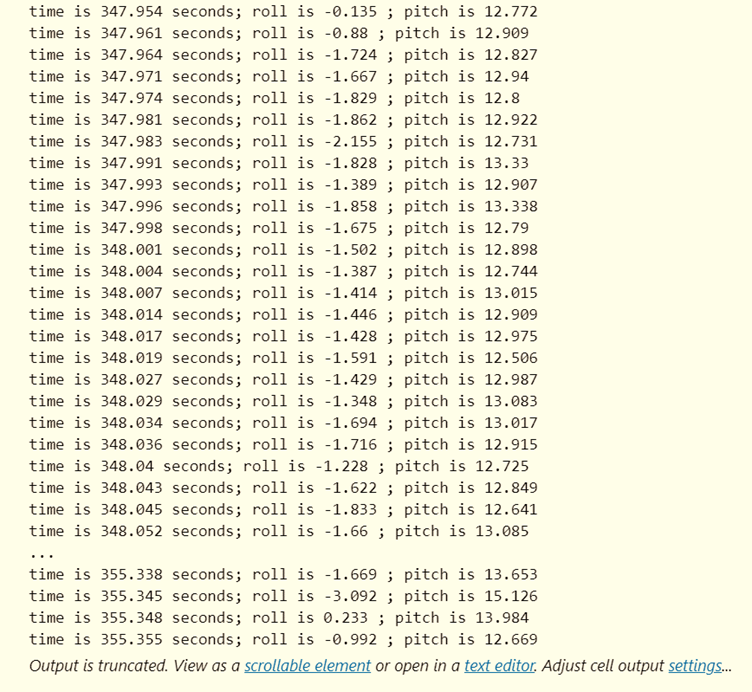 time is 347.954 seconds; roll is -0.135 ; pitch is 12.772
time is 347.961 seconds; roll is -0.88 ; pitch is 12.909
time is 347.964 seconds; roll is -1.724 ; pitch is 12.827
time is 347.971 seconds; roll is -1.667 ; pitch is 12.94
time is 347.974 seconds; roll is -1.829 ; pitch is 12.8
time is 347.981 seconds; roll is -1.862 ; pitch is 12.922
time is 347.983 seconds; roll is -2.155 ; pitch is 12.731
time is 347.991 seconds; roll is -1.828 ; pitch is 13.33
time is 347.993 seconds; roll is -1.389 ; pitch is 12.907
time is 347.996 seconds; roll is -1.858 ; pitch is 13.338
time is 347.998 seconds; roll is -1.675 ; pitch is 12.79
time is 348.001 seconds; roll is -1.502 ; pitch is 12.898
time is 348.004 seconds; roll is -1.387 ; pitch is 12.744
time is 348.007 seconds; roll is -1.414 ; pitch is 13.015
time is 348.014 seconds; roll is -1.446 ; pitch is 12.909
time is 348.017 seconds; roll is -1.428 ; pitch is 12.975
time is 348.019 seconds; roll is -1.591 ; pitch is 12.506
time is 348.027 seconds; roll is -1.429 ; pitch is 12.987
time is 348.029 seconds; roll is -1.348 ; pitch is 13.083
time is 348.034 seconds; roll is -1.694 ; pitch is 13.017
time is 348.036 seconds; roll is -1.716 ; pitch is 12.915
time is 348.04 seconds; roll is -1.228 ; pitch is 12.725
time is 348.043 seconds; roll is -1.622 ; pitch is 12.849
time is 348.045 seconds; roll is -1.833 ; pitch is 12.641
time is 348.052 seconds; roll is -1.66 ; pitch is 13.085
...
time is 355.338 seconds; roll is -1.669 ; pitch is 13.653
time is 355.345 seconds; roll is -3.092 ; pitch is 15.126
time is 355.348 seconds; roll is 0.233 ; pitch is 13.984
time is 355.355 seconds; roll is -0.992 ; pitch is 12.669
Output is truncated. View as a scrollable element or open in a text editor. Adjust cell output settings...